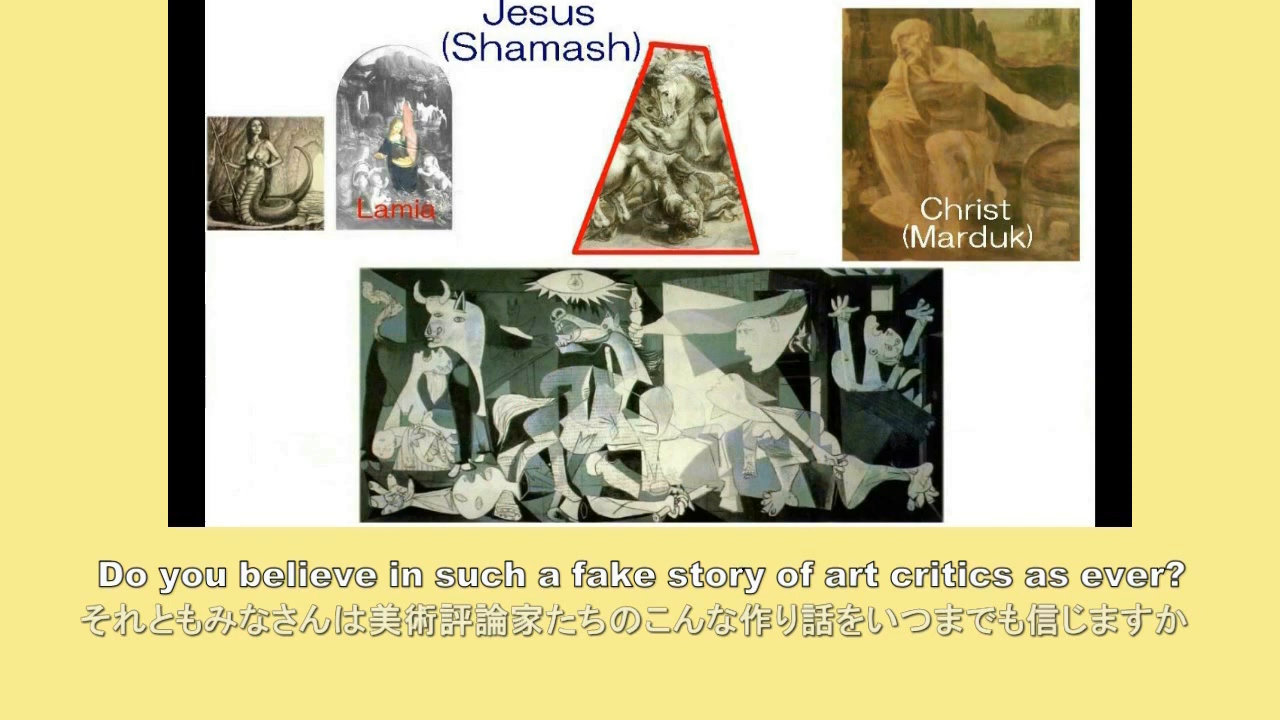 Jesus
(Shamash)
Lamia
Christ
(Marduk)
Do you believe in such a fake story of art critics as ever?
それともみなさんは美術評論家たちのこんな作り話をいつまでも信じますか